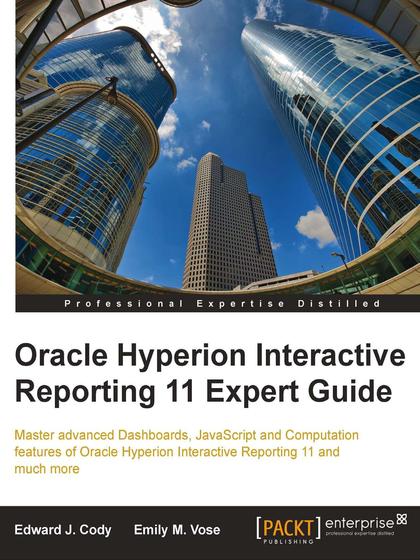 Professional Expertise Distilled
Oracle Hyperion Interactive
Reporting 11 Expert Guide
Master advanced Dashboards, JavaScript and Computation
features of Oracle Hyperion Interactive Reporting 11 and
much more
Edward J. Cody Emily M. Vose
[PACKT] enterprise
PUBLISHING professional expertise distilled